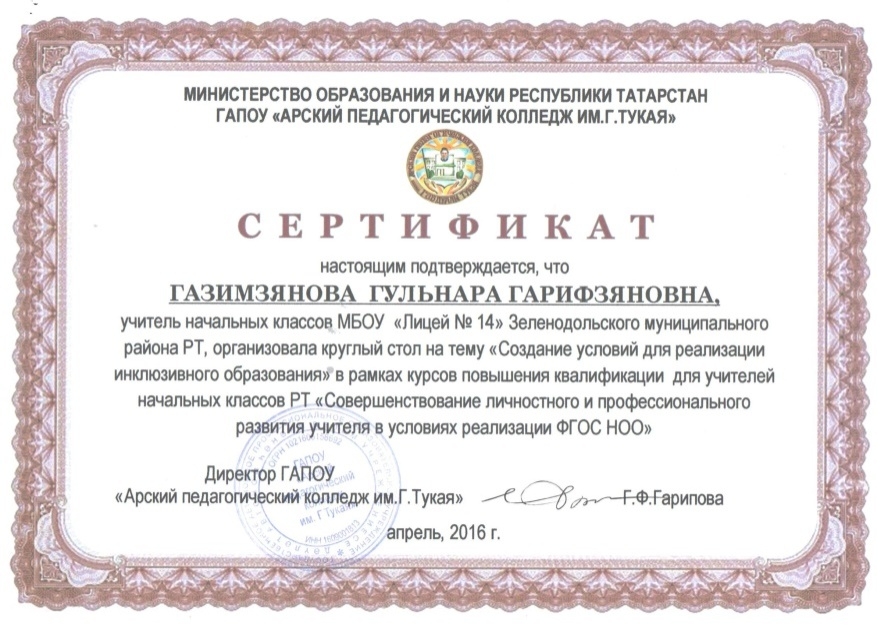 МИНИСТЕРСТВО ОБРАЗОВАНИЯ И НАУКИ РЕСПУБЛИКИ ТАТАРСТАН
ГАПОУ «АРСКИЙ ПЕДАГОГИЧЕСКИЙ КОЛЛЕДЖ ИМ.Г.ТУКАЯ»
СЕРТИФИКАТ
настоящим подтверждается, что
ГАЗИМЗЯНОВА ГУЛЬНАРА ГАРИФЗЯНОВНА,
учитель начальных классов МБОУ «Лицей № 14» Зеленодольского муниципального
района РТ, организовала круглый стол на тему «Создание условий для реализации
инклюзивного образования» в рамках курсов повышения квалификации для учителей
начальных классов РТ «Совершенствование личностного и профессионального
развития учителя в условиях реализации ФГОС НОО»
Директор ГАПОУ
«Арский педагогический колледж им.Г.Тукая» Г.Ф.Гарипова
апрель, 2016 г.
ГАПОУ
педагогический
им. Г.Тукая